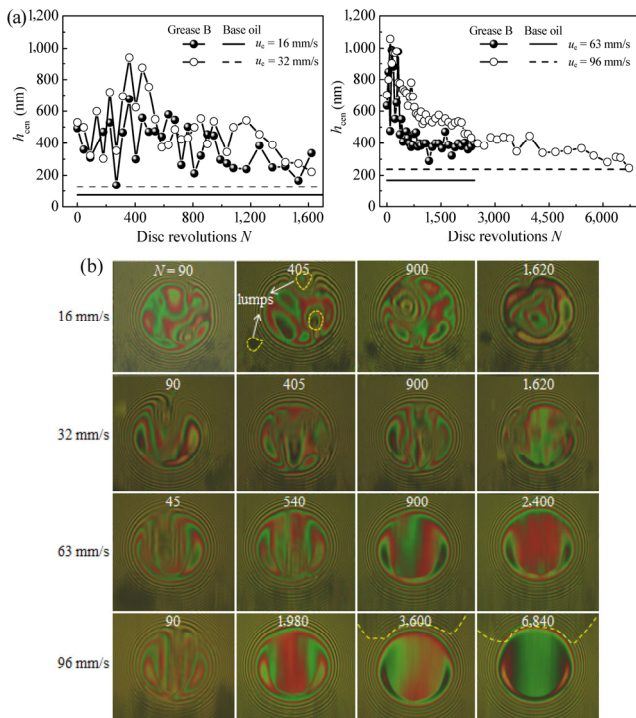 (a)
1,200
1,000
800
600
400
200
0
h_cen (nm)
Grease B Base oil
u_e = 16 mm/s
u_e = 32 mm/s
0 400 800 1,200 1,600
Disc revolutions N
1,200
1,000
800
600
400
200
0
h_cen (nm)
Grease B Base oil
u_e = 63 mm/s
u_e = 96 mm/s
0 1,500 3,000 4,500 6,000
Disc revolutions N
(b)
N = 90 405 900 1,620
lumps
16 mm/s
90 405 900 1,620
32 mm/s
45 540 900 2,400
63 mm/s
90 1,980 3,600 6,840
96 mm/s